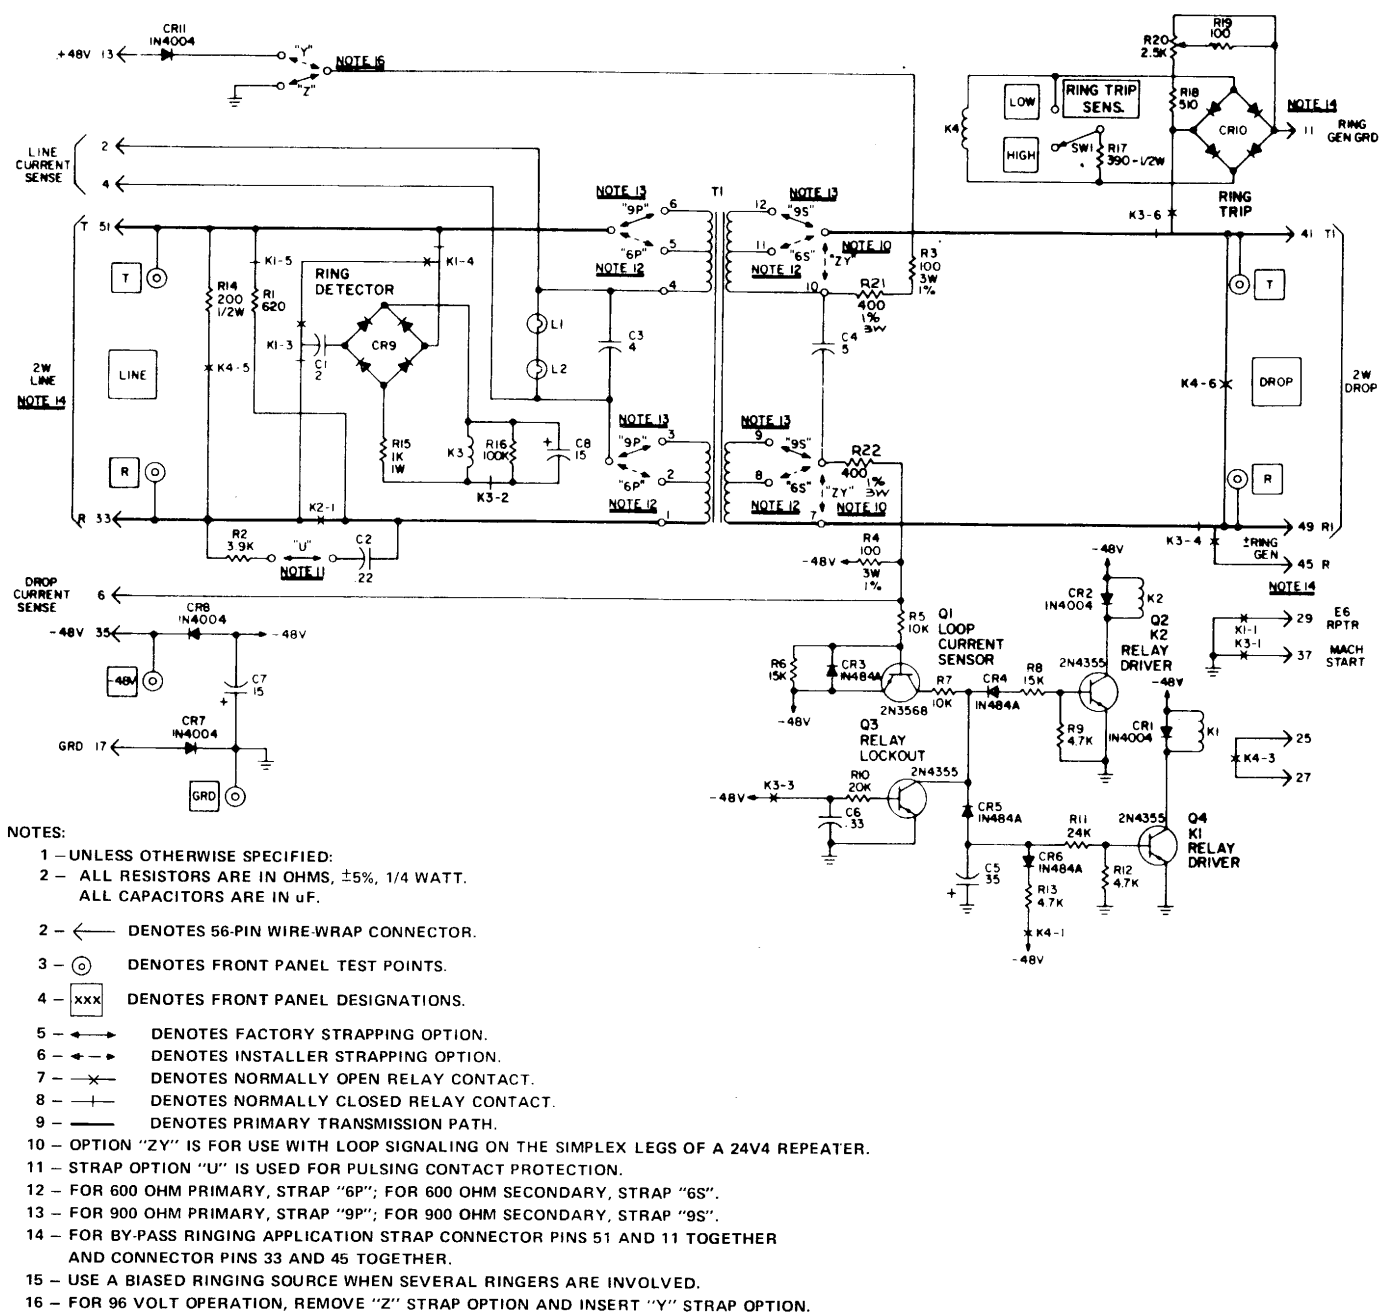 CR11
1N4004
+48V 13
"Y"
"Z"
NOTE 16
LINE
CURRENT
SENSE
2
4
R20
2.5K
R19
100
R18
510
K4
LOW
HIGH
RING TRIP
SENS.
SW1
R17
390-1/2W
CR10
NOTE 14
11 RING
GEN GRD
RING
TRIP
K3-6
T 51
T
2W
LINE
NOTE 14
LINE
R
R 33
R14
200
1/2W
K4-5
K1-5
R1
620
RING
DETECTOR
K1-4
K1-3
C1
2
CR9
R15
1K
1W
K3
R16
100K
K3-2
C8
+
15
K2-1
R2
3.9K
"U"
NOTE 11
C2
.22
L1
L2
C3
4
NOTE 13
"9P"
6
"6P"
5
NOTE 12
4
T1
NOTE 13
12
"9S"
11
"6S"
NOTE 12
10
NOTE 10
"ZY"
R21
400
1%
3W
R3
100
3W
1%
C4
5
NOTE 13
"9P"
3
"6P"
2
NOTE 12
1
NOTE 13
9
"9S"
8
"6S"
NOTE 12
7
"ZY"
NOTE 10
R22
400
1%
3W
R4
100
3W
1%
-48V
41 T1
T
K4-6
DROP
2W
DROP
R
49 R1
K3-4
±RING
GEN
45 R
NOTE 14
DROP
CURRENT
SENSE
6
-48V 35
CR8
1N4004
-48V
-48V
C7
15
+
CR7
1N4004
GRD 17
GRD
R5
10K
Q1
LOOP
CURRENT
SENSOR
R6
15K
CR3
1N484A
-48V
2N3568
R7
10K
CR4
1N484A
R8
15K
2N4355
Q2
K2
RELAY
DRIVER
-48V
CR2
1N4004
K2
R9
4.7K
-48V
CR1
1N4004
K1
29 E6
RPTR
K1-1
K3-1
37 MACH
START
25
K4-3
27
Q3
RELAY
LOCKOUT
2N4355
-48V
K3-3
R10
20K
C6
.33
CR5
1N484A
C5
35
+
CR6
1N484A
R13
4.7K
K4-1
-48V
R11
24K
R12
4.7K
2N4355
Q4
K1
RELAY
DRIVER
NOTES:
1 – UNLESS OTHERWISE SPECIFIED:
2 – ALL RESISTORS ARE IN OHMS, ±5%, 1/4 WATT.
ALL CAPACITORS ARE IN uF.
2 – DENOTES 56-PIN WIRE-WRAP CONNECTOR.
3 – DENOTES FRONT PANEL TEST POINTS.
4 – XXX DENOTES FRONT PANEL DESIGNATIONS.
5 – DENOTES FACTORY STRAPPING OPTION.
6 – DENOTES INSTALLER STRAPPING OPTION.
7 – DENOTES NORMALLY OPEN RELAY CONTACT.
8 – DENOTES NORMALLY CLOSED RELAY CONTACT.
9 – DENOTES PRIMARY TRANSMISSION PATH.
10 – OPTION "ZY" IS FOR USE WITH LOOP SIGNALING ON THE SIMPLEX LEGS OF A 24V4 REPEATER.
11 – STRAP OPTION "U" IS USED FOR PULSING CONTACT PROTECTION.
12 – FOR 600 OHM PRIMARY, STRAP "6P"; FOR 600 OHM SECONDARY, STRAP "6S".
13 – FOR 900 OHM PRIMARY, STRAP "9P"; FOR 900 OHM SECONDARY, STRAP "9S".
14 – FOR BY-PASS RINGING APPLICATION STRAP CONNECTOR PINS 51 AND 11 TOGETHER
AND CONNECTOR PINS 33 AND 45 TOGETHER.
15 – USE A BIASED RINGING SOURCE WHEN SEVERAL RINGERS ARE INVOLVED.
16 – FOR 96 VOLT OPERATION, REMOVE "Z" STRAP OPTION AND INSERT "Y" STRAP OPTION.